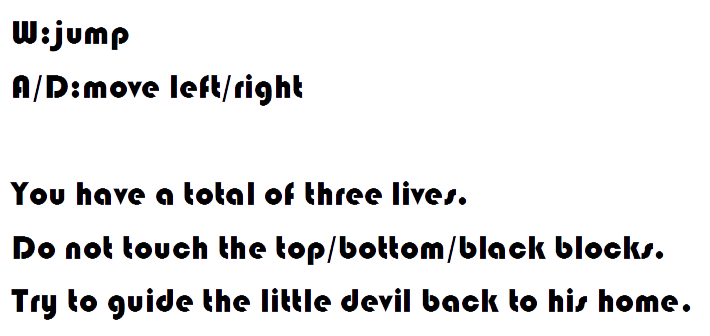 W:jump
A/D:move left/right
You have a total of three lives.
Do not touch the top/bottom/black blocks.
Try to guide the little devil back to his home.